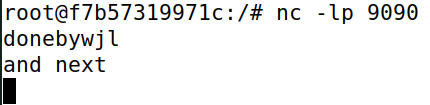 root@f7b57319971c:/# nc -lp 9090
donebywjl
and next